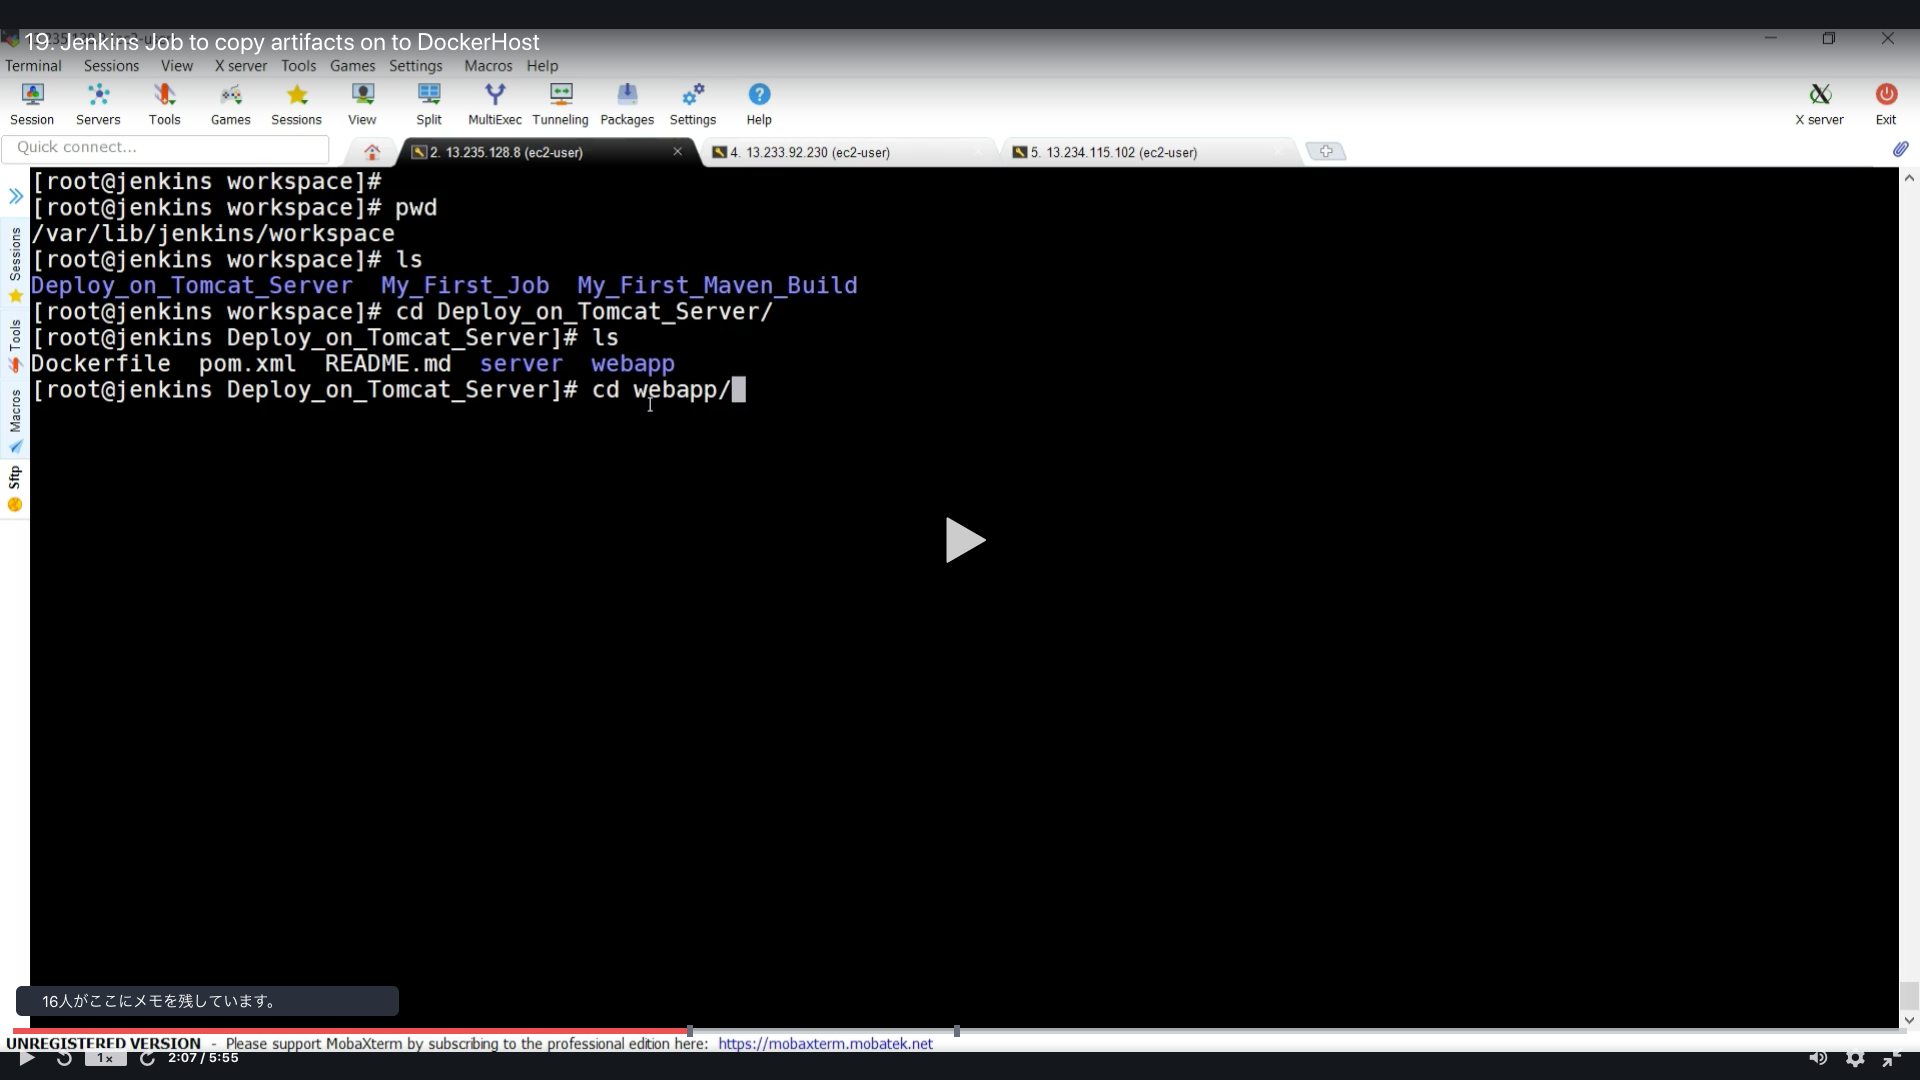 19. Jenkins Job to copy artifacts on to DockerHost
Terminal Sessions View X server Tools Games Settings Macros Help
Session Servers Tools Games Sessions View Split MultiExec Tunneling Packages Settings Help X server Exit
Quick connect...
2. 13.235.128.8 (ec2-user)
4. 13.233.92.230 (ec2-user)
5. 13.234.115.102 (ec2-user)
Sessions
Tools
Macros
Sftp
[root@jenkins workspace]#
[root@jenkins workspace]# pwd
/var/lib/jenkins/workspace
[root@jenkins workspace]# ls
Deploy_on_Tomcat_Server My_First_Job My_First_Maven_Build
[root@jenkins workspace]# cd Deploy_on_Tomcat_Server/
[root@jenkins Deploy_on_Tomcat_Server]# ls
Dockerfile pom.xml README.md server webapp
[root@jenkins Deploy_on_Tomcat_Server]# cd webapp/
16人がここにメモを残しています。
UNREGISTERED VERSION - Please support MobaXterm by subscribing to the professional edition here: https://mobaxterm.mobatek.net
1x 2:07 / 5:55